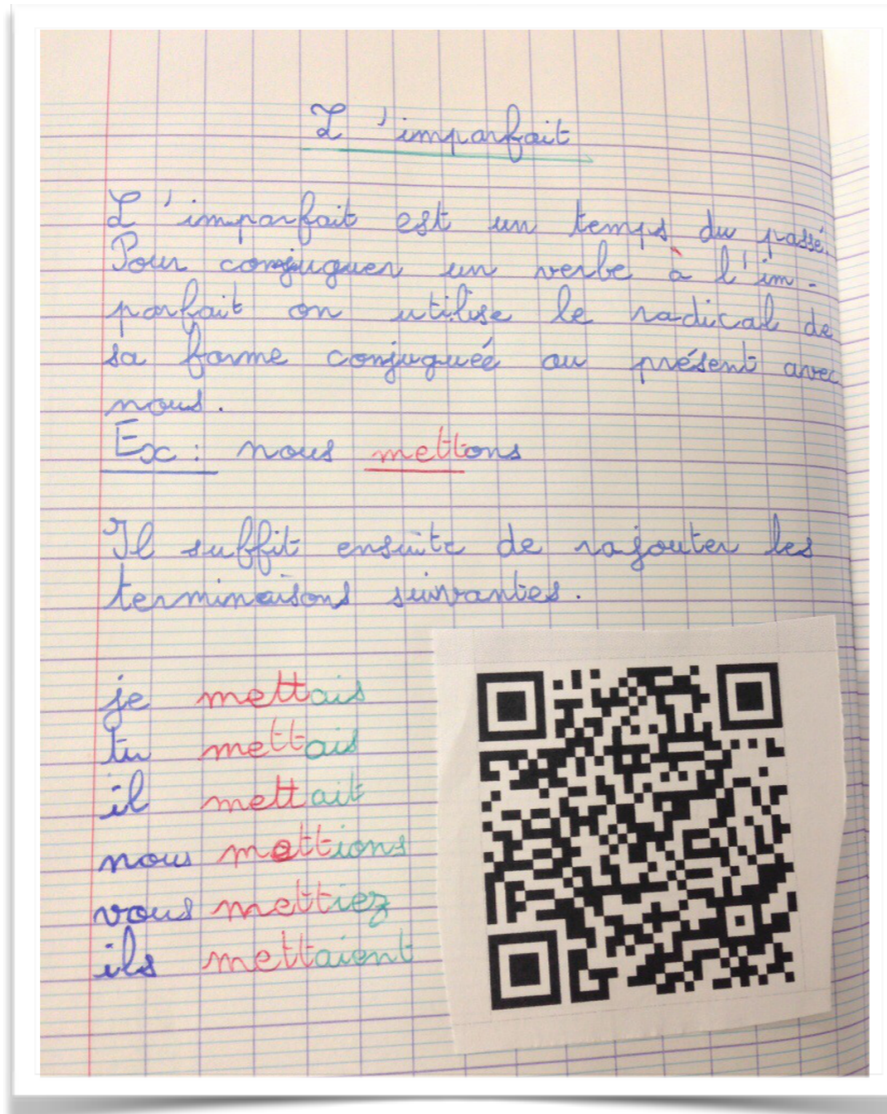 L'imparfait
L'imparfait est un temps du passé.
Pour conjuguer un verbe à l'im-
parfait on utilise le radical de
sa forme conjuguée au présent avec
nous.
Ex : nous mettons
Il suffit ensuite de rajouter les
terminaisons suivantes.
je mettais
tu mettais
il mettait
nous mettions
vous mettiez
ils mettaient